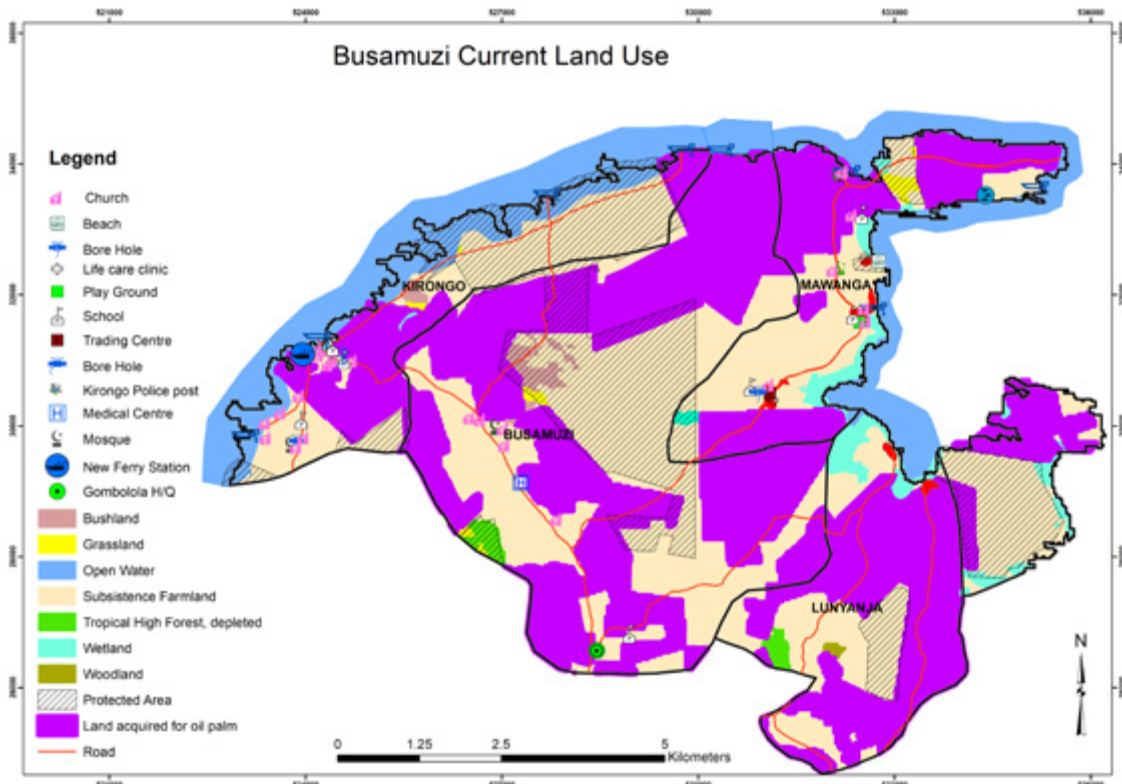 521000 524000 527000 530000 533000 536000
Busamuzi Current Land Use
Legend
Church
Beach
Bore Hole
Life care clinic
Play Ground
School
Trading Centre
Bore Hole
Kirongo Police post
Medical Centre
Mosque
New Ferry Station
Gombolola H/Q
Bushland
Grassland
Open Water
Subsistence Farmland
Tropical High Forest, depleted
Wetland
Woodland
Protected Area
Land acquired for oil palm
Road
KIRONGO
MAWANGA
BUSAMUZI
LUNYANJA
N
0 1.25 2.5 5
Kilometers